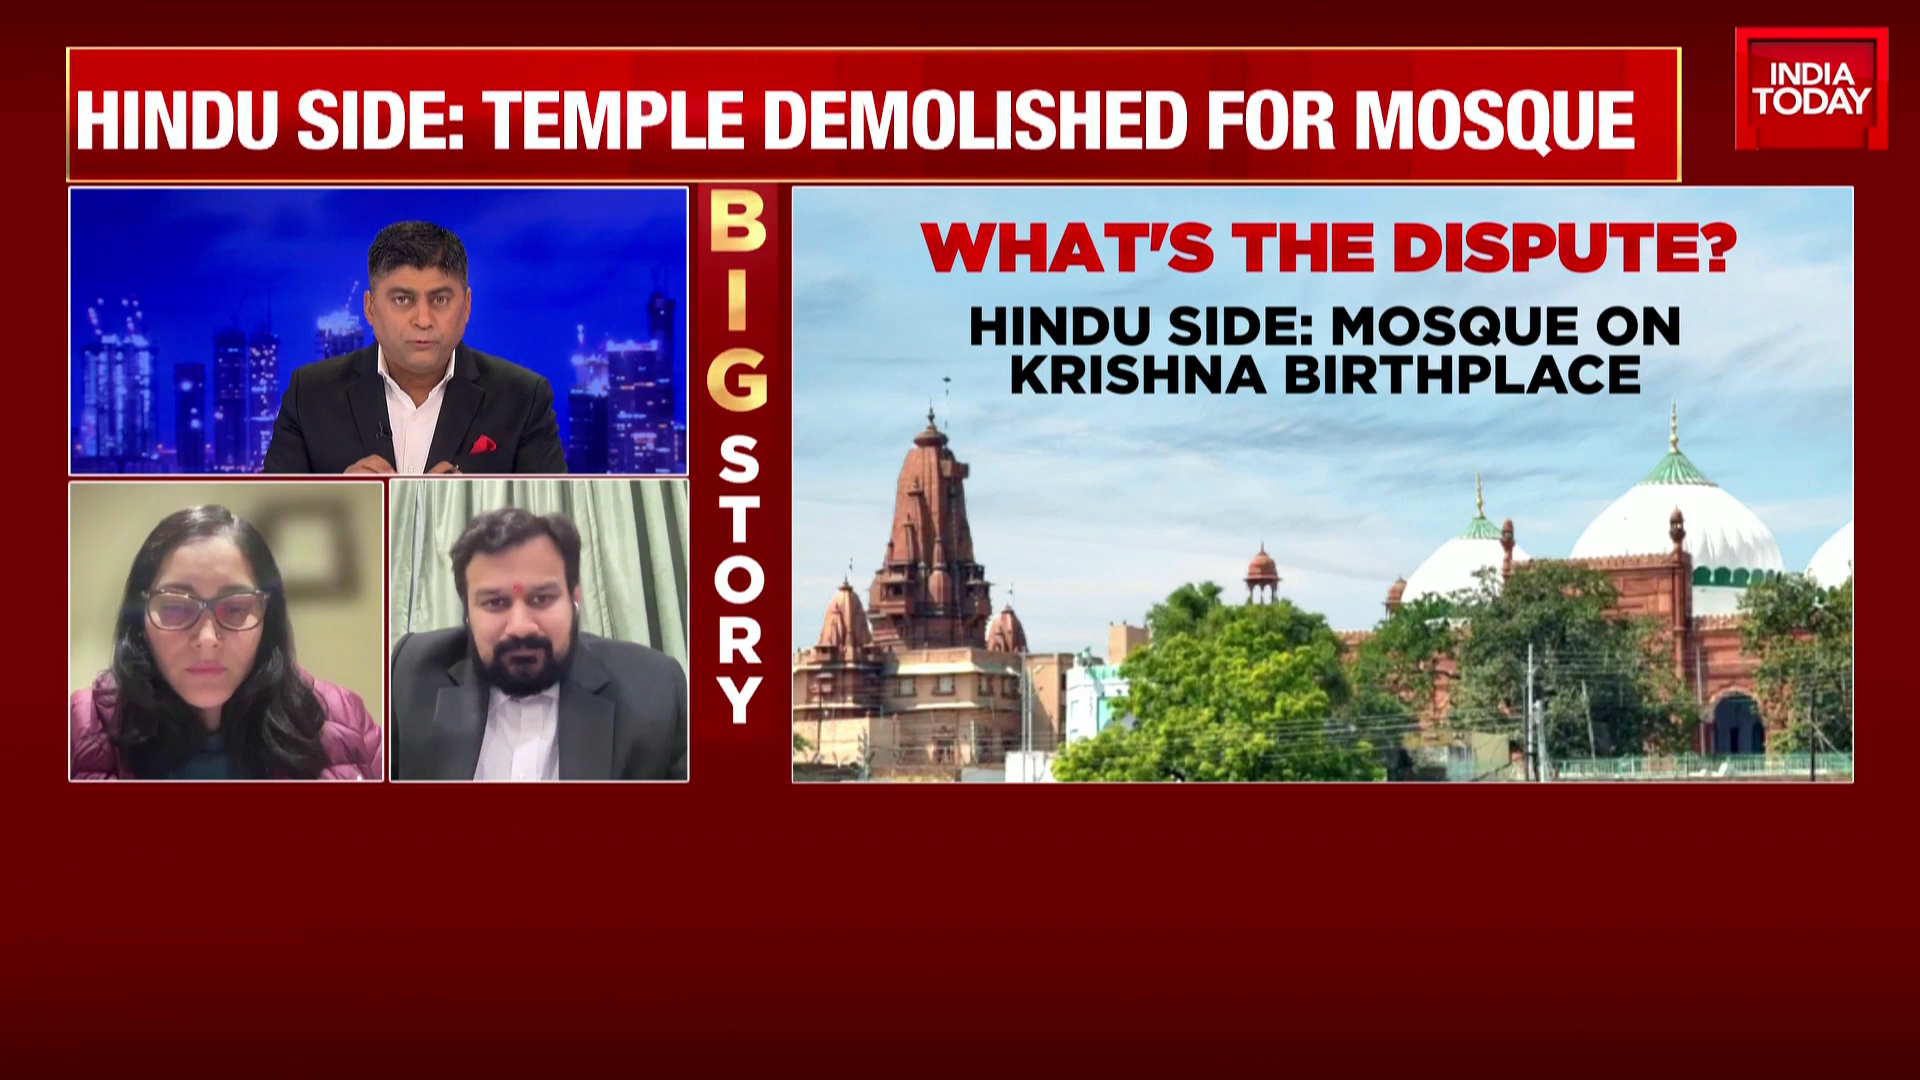 HINDU SIDE: TEMPLE DEMOLISHED FOR MOSQUE
INDIA
TODAY
BIG
STORY
WHAT'S THE DISPUTE?
HINDU SIDE: MOSQUE ON
KRISHNA BIRTHPLACE